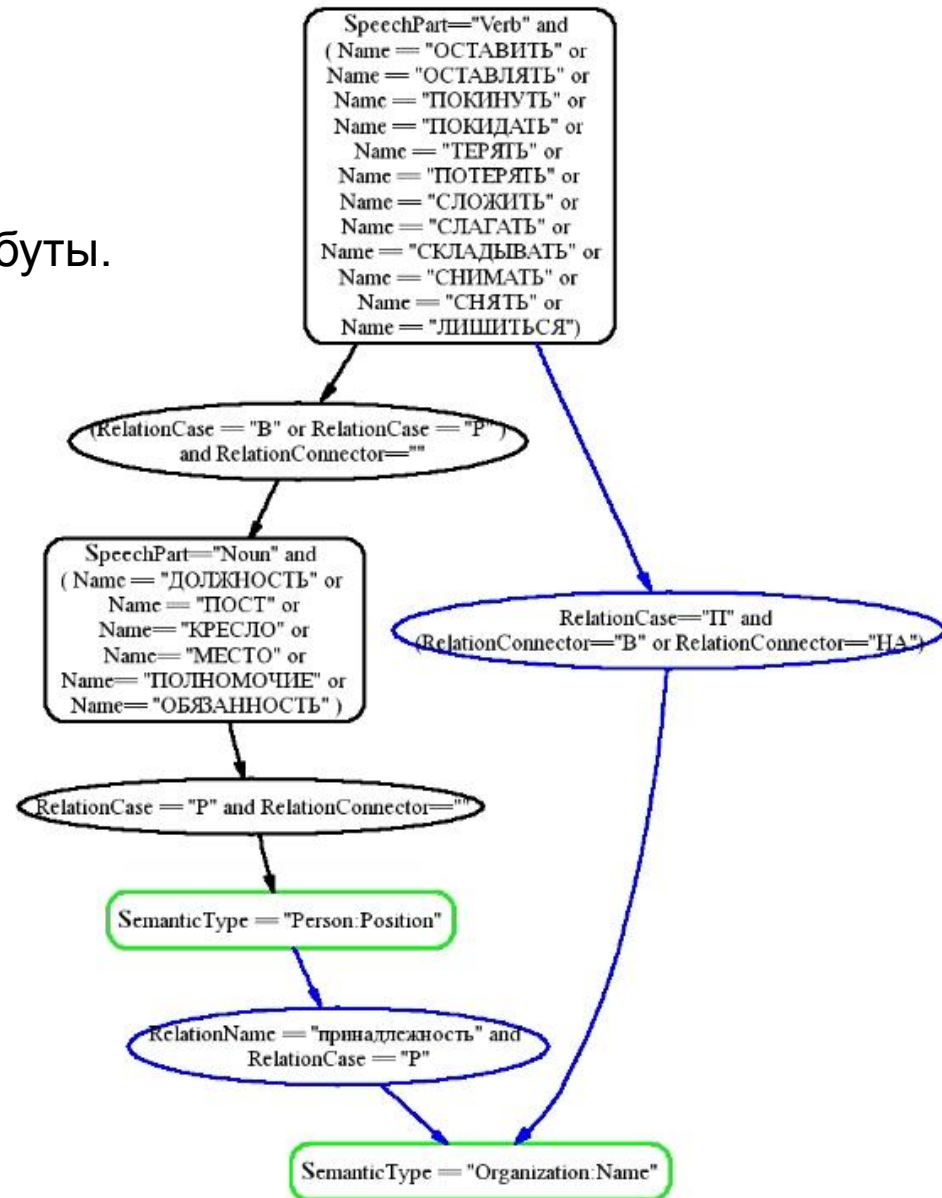 SpeechPart=="Verb" and
( Name == "ОСТАВИТЬ" or
Name == "ОСТАВЛЯТЬ" or
Name == "ПОКИНУТЬ" or
Name == "ПОКИДАТЬ" or
Name == "ТЕРЯТЬ" or
Name == "ПОТЕРЯТЬ" or
Name == "СЛОЖИТЬ" or
Name == "СЛАГАТЬ" or
Name == "СКЛАДЫВАТЬ" or
Name == "СНИМАТЬ" or
Name == "СНЯТЬ" or
Name == "ЛИШИТЬСЯ")
буты.
(RelationCase == "В" or RelationCase == "Р" )
and RelationConnector==""
SpeechPart=="Noun" and
( Name == "ДОЛЖНОСТЬ" or
Name == "ПОСТ" or
Name== "КРЕСЛО" or
Name== "МЕСТО" or
Name== "ПОЛНОМОЧИЕ" or
Name== "ОБЯЗАННОСТЬ" )
RelationCase=="П" and
(RelationConnector=="В" or RelationConnector=="НА")
RelationCase == "Р" and RelationConnector==""
SemanticType == "Person:Position"
RelationName == "принадлежность" and
RelationCase == "Р"
SemanticType == "Organization:Name"